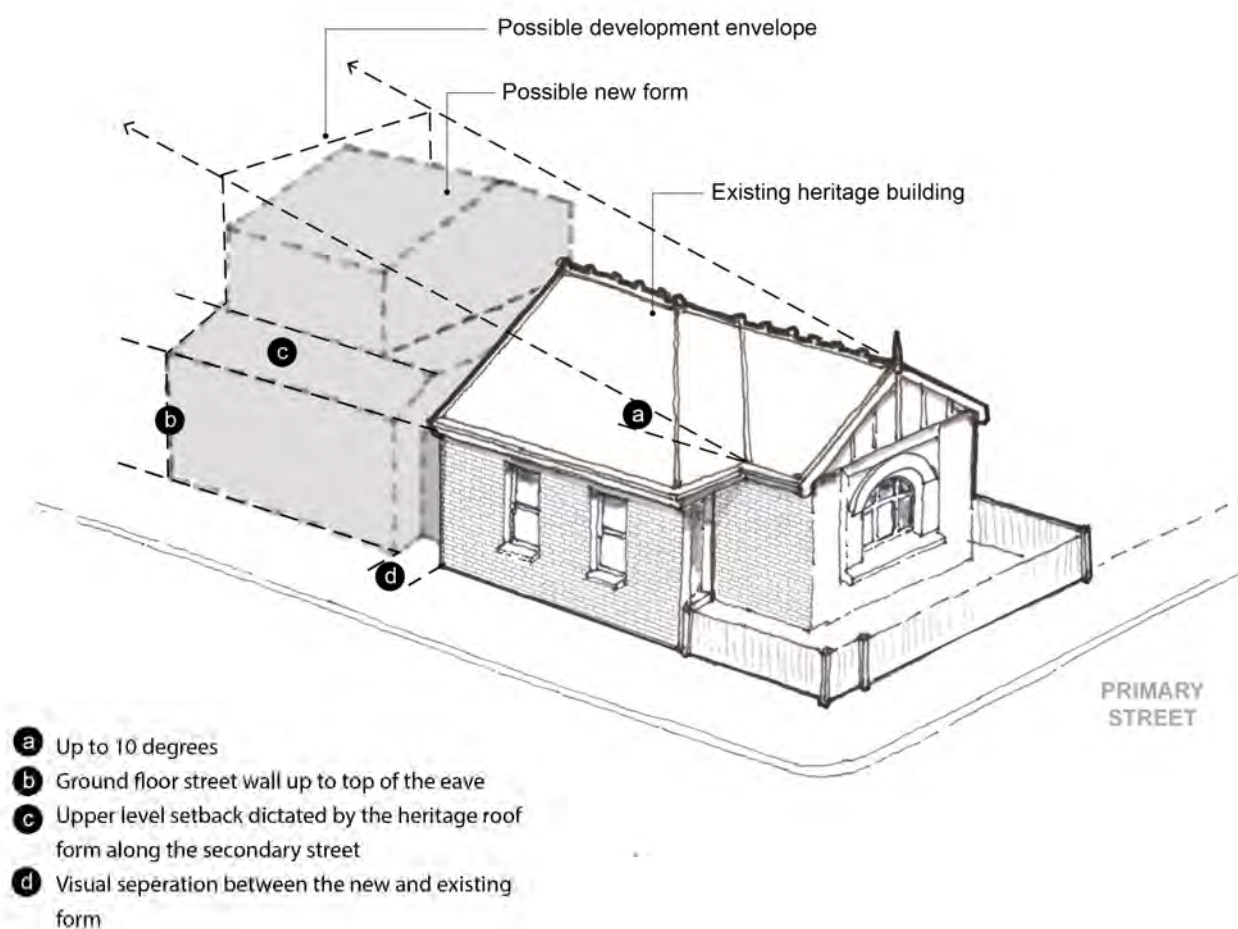 Possible development envelope
Possible new form
Existing heritage building
c
b
a
d
PRIMARY
STREET
a Up to 10 degrees
b Ground floor street wall up to top of the eave
c Upper level setback dictated by the heritage roof
form along the secondary street
d Visual seperation between the new and existing
form